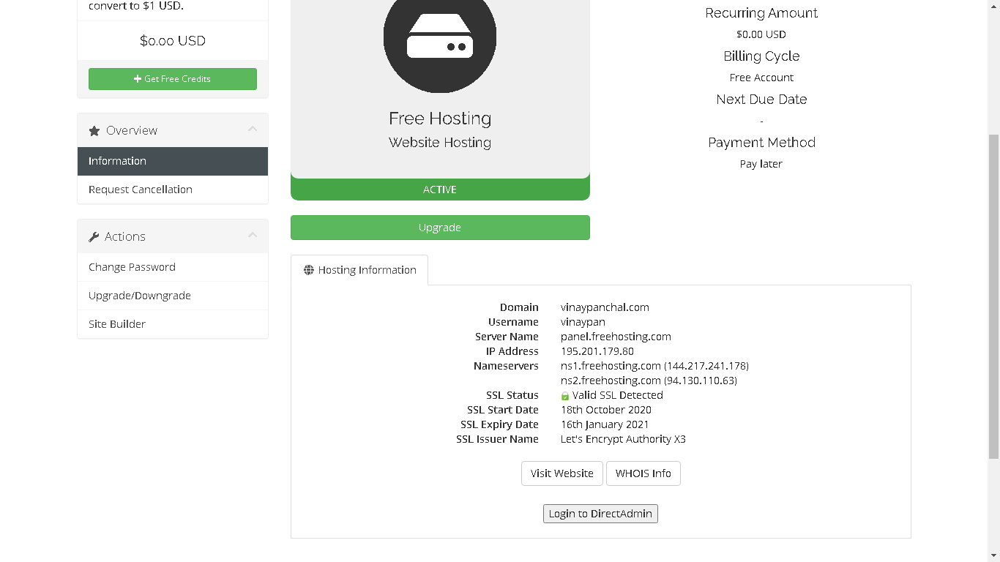 convert to $1 USD.
$0.00 USD
Get Free Credits
Overview
Information
Request Cancellation
Actions
Change Password
Upgrade/Downgrade
Site Builder
Free Hosting
Website Hosting
ACTIVE
Upgrade
Recurring Amount
$0.00 USD
Billing Cycle
Free Account
Next Due Date
-
Payment Method
Pay later
Hosting Information
Domain vinaypanchal.com
Username vinaypan
Server Name panel.freehosting.com
IP Address 195.201.179.80
Nameservers ns1.freehosting.com (144.217.241.178)
ns2.freehosting.com (94.130.110.63)
SSL Status Valid SSL Detected
SSL Start Date 18th October 2020
SSL Expiry Date 16th January 2021
SSL Issuer Name Let's Encrypt Authority X3
Visit Website WHOIS Info
Login to DirectAdmin